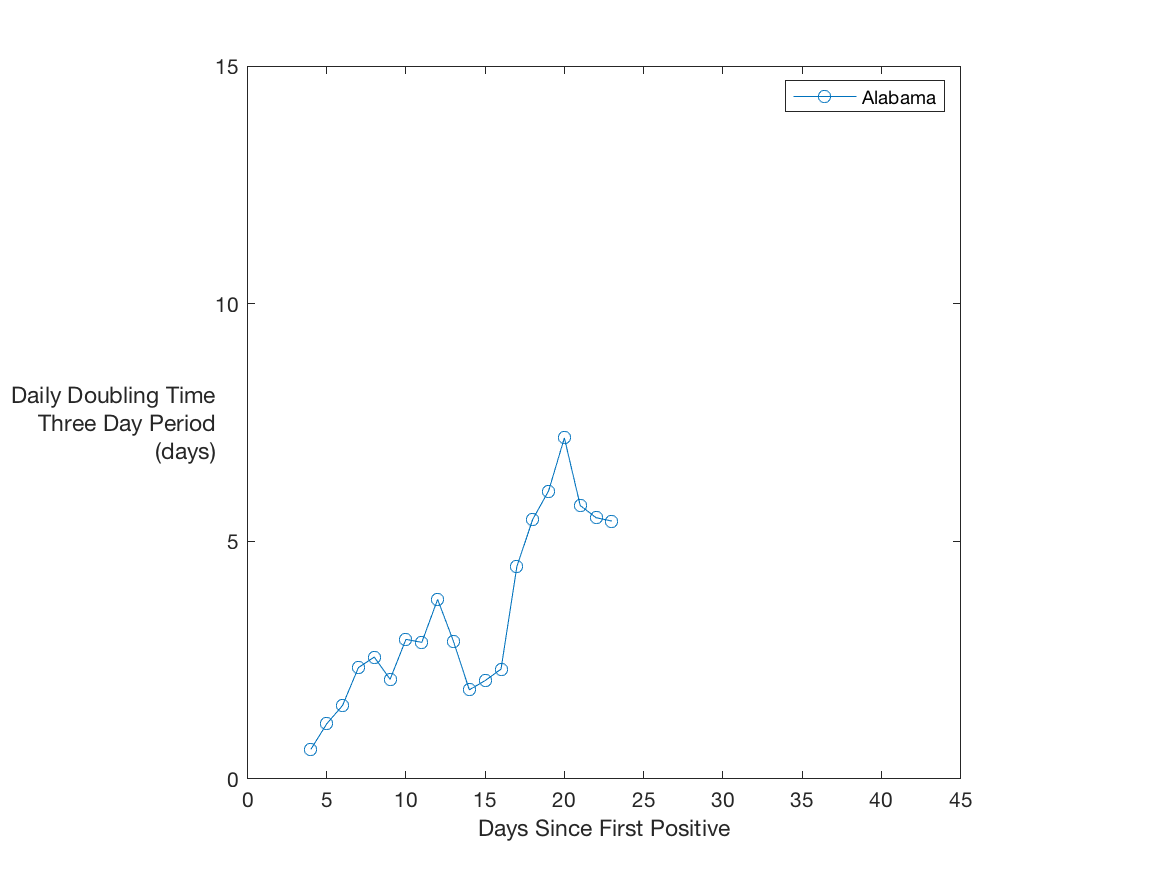 15
Alabama
10
Daily Doubling Time
Three Day Period
(days)
5
0
0 5 10 15 20 25 30 35 40 45
Days Since First Positive